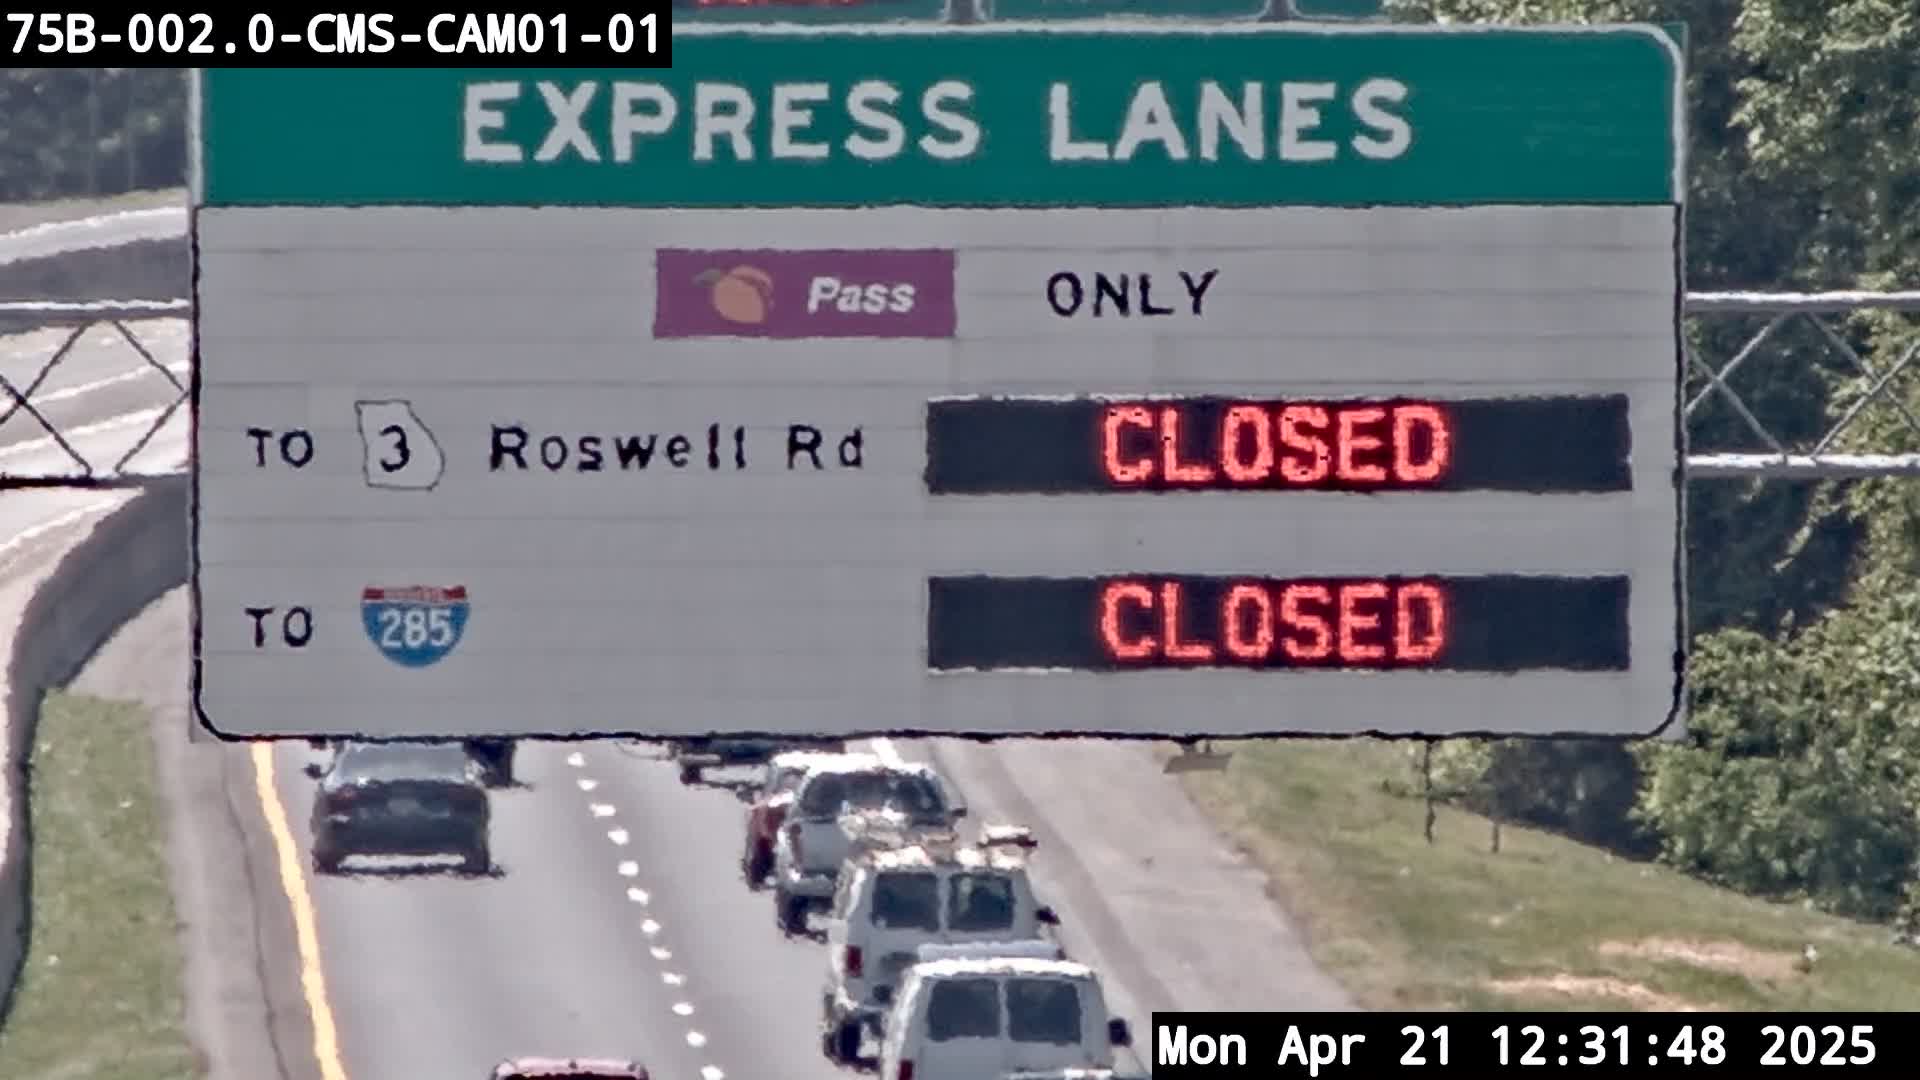 75B-002.0-CMS-CAM01-01
EXPRESS LANES
Pass ONLY
TO 3 Roswell Rd CLOSED
TO 285 CLOSED
Mon Apr 21 12:31:48 2025